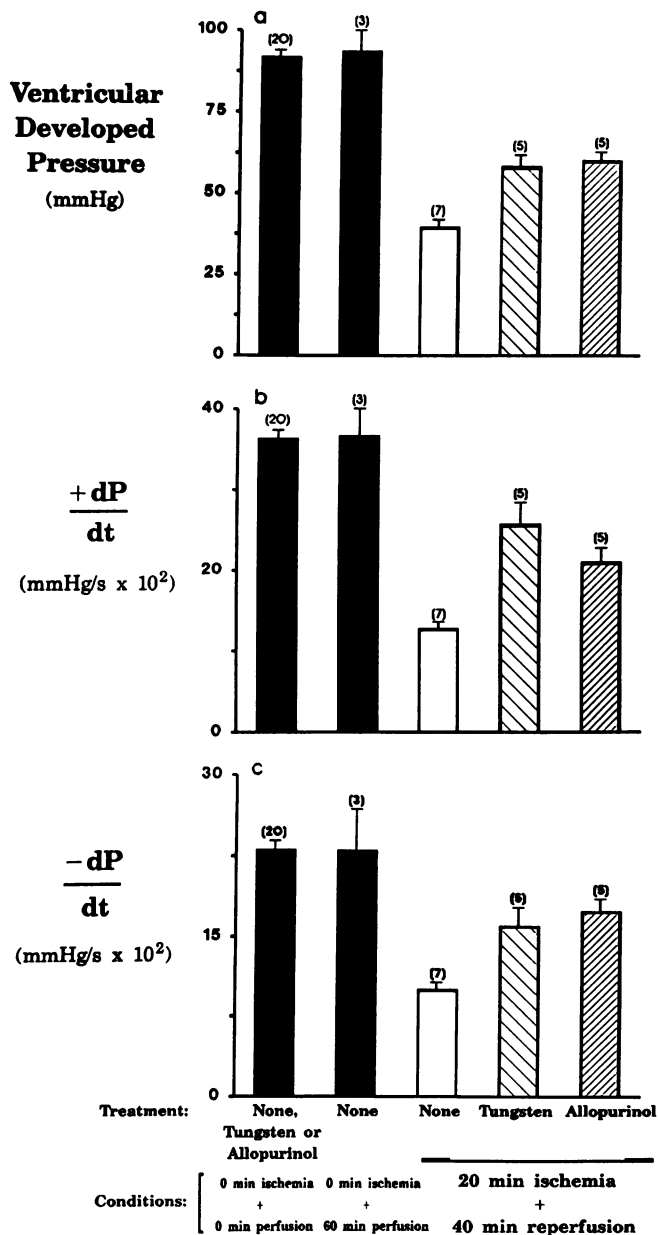 a
Ventricular
Developed
Pressure
(mmHg)
100
75
50
25
0
(20)
(3)
(7)
(5)
(5)
b
+dP
dt
(mmHg/s x 10²)
40
20
0
(20)
(3)
(7)
(5)
(5)
c
−dP
dt
(mmHg/s x 10²)
30
15
0
(20)
(3)
(7)
(5)
(5)
Treatment: None, None None Tungsten Allopurinol
Tungsten or
Allopurinol
Conditions:
0 min ischemia 0 min ischemia 20 min ischemia
+ + +
0 min perfusion 60 min perfusion 40 min reperfusion